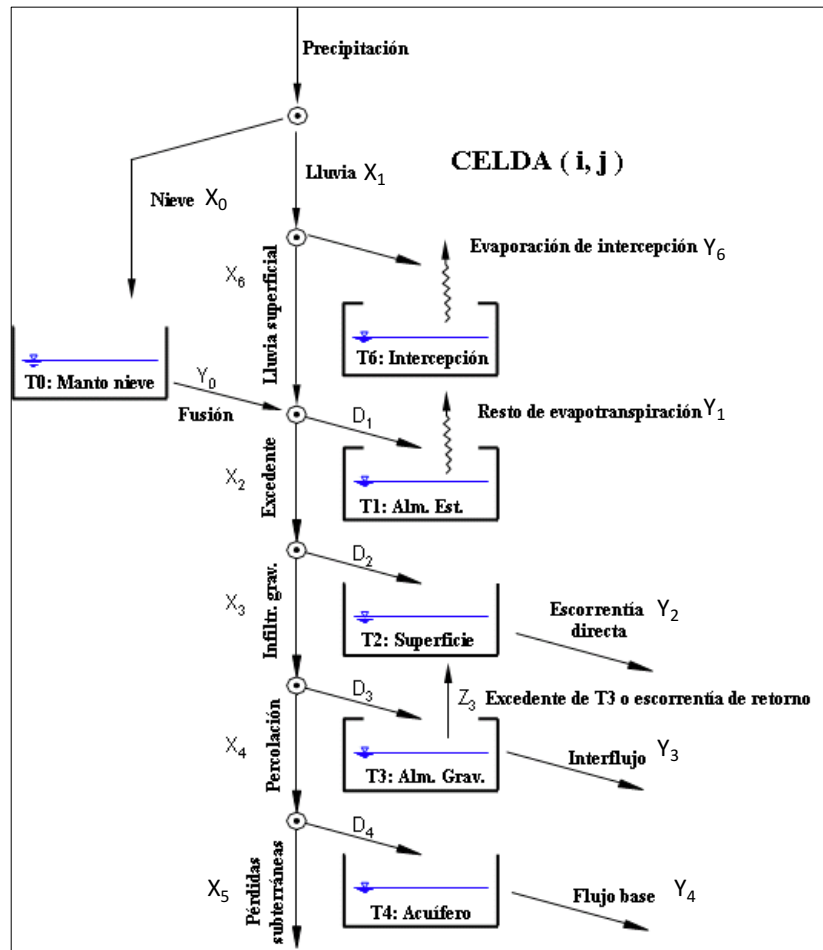 Precipitación
CELDA ( i, j )
Lluvia X₁
Nieve X₀
Evaporación de intercepción Y₆
X₆
Lluvia superficial
T6: Intercepción
T0: Manto nieve
Y₀
Fusión
D₁
Resto de evapotranspiración Y₁
X₂
Excedente
T1: Alm. Est.
D₂
X₃
Infiltr. grav.
T2: Superficie
Escorrentía
directa
Y₂
D₃
Z₃
Excedente de T3 o escorrentía de retorno
X₄
Percolación
T3: Alm. Grav.
Interflujo Y₃
D₄
X₅
Pérdidas
subterráneas
T4: Acuífero
Flujo base Y₄